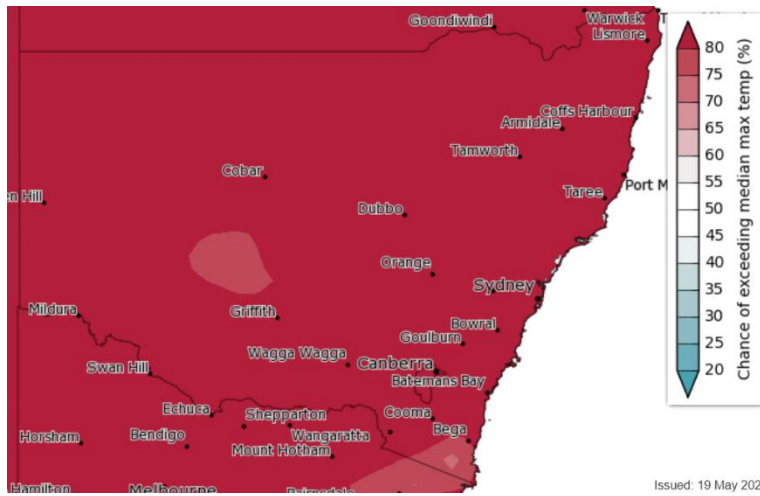 Goondiwindi
Warwick
Lismore
Coffs Harbour
Armidale
Tamworth
Cobar
Taree
Port M
en Hill
Dubbo
Orange
Sydney
Mildura
Griffith
Bowral
Goulburn
Wagga Wagga
Canberra
Swan Hill
Batemans Bay
Echuca
Shepparton
Cooma
Horsham
Bendigo
Wangaratta
Bega
Mount Hotham
Hamilton
Melbourne
Bairnsdale
80
75
70
65
60
55
50
45
40
35
30
25
20
Chance of exceeding median max temp (%)
Issued: 19 May 202